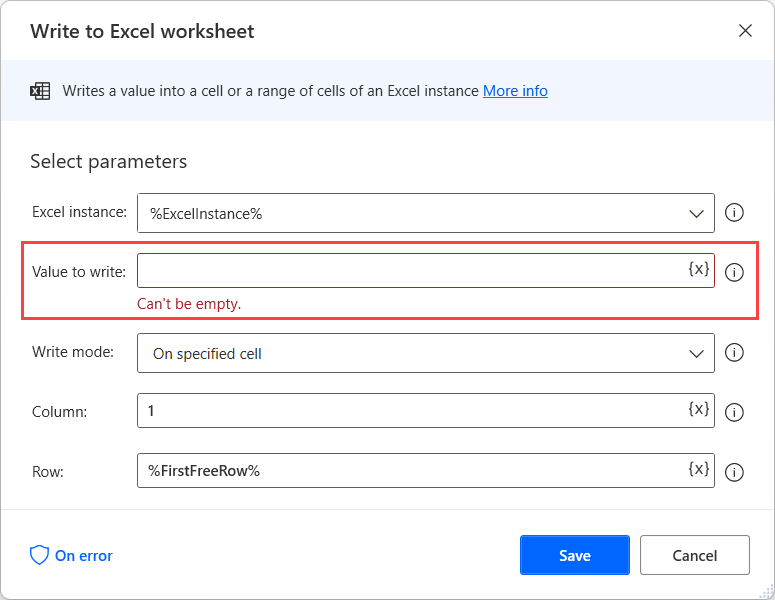 Write to Excel worksheet
Writes a value into a cell or a range of cells of an Excel instance More info
Select parameters
Excel instance: %ExcelInstance%
Value to write: {x}
Can't be empty.
Write mode: On specified cell
Column: 1 {x}
Row: %FirstFreeRow% {x}
On error Save Cancel